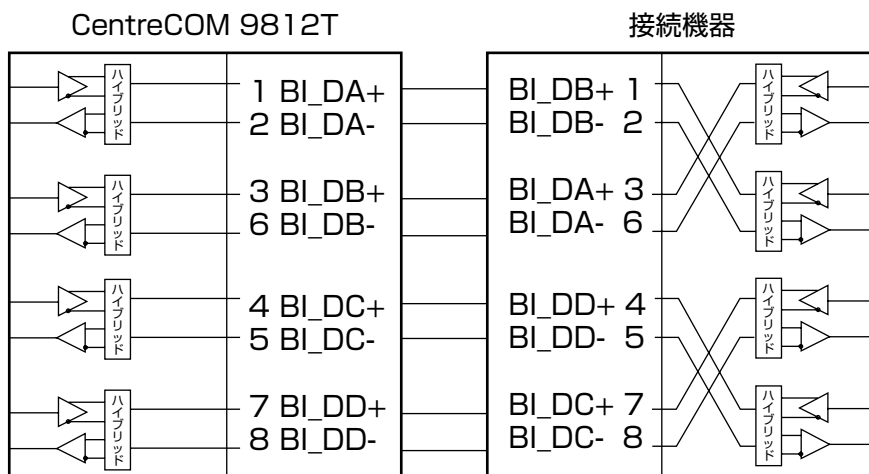 CentreCOM 9812T
接続機器
ハイブリッド
1 BI_DA+
2 BI_DA-
BI_DB+ 1
BI_DB- 2
ハイブリッド
ハイブリッド
3 BI_DB+
6 BI_DB-
BI_DA+ 3
BI_DA- 6
ハイブリッド
ハイブリッド
4 BI_DC+
5 BI_DC-
BI_DD+ 4
BI_DD- 5
ハイブリッド
ハイブリッド
7 BI_DD+
8 BI_DD-
BI_DC+ 7
BI_DC- 8
ハイブリッド